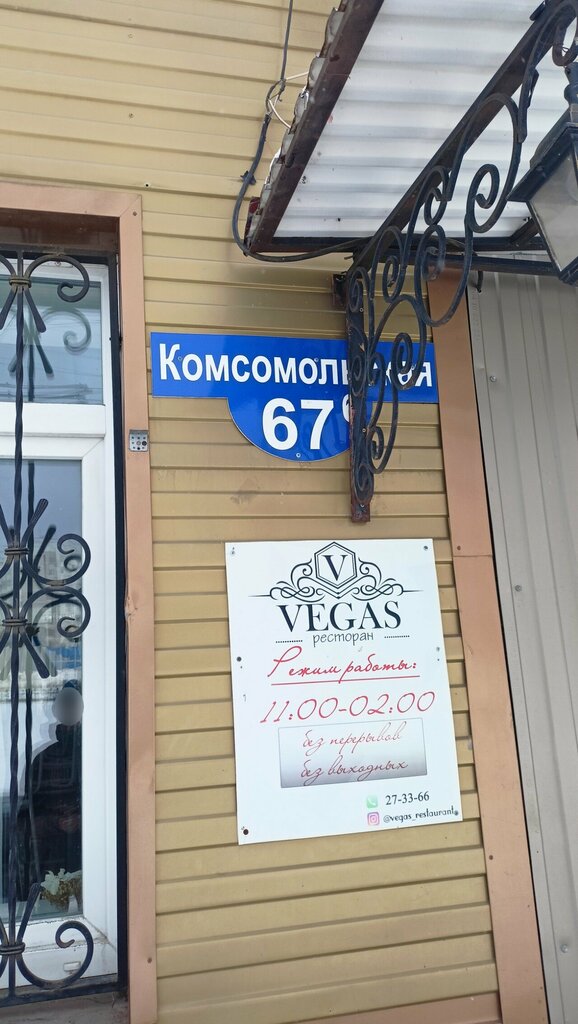 Комсомольская
67
V
VEGAS
ресторан
Режим работы:
11:00-02:00
без перерывов
без выходных
27-33-66
@vegas_restaurant